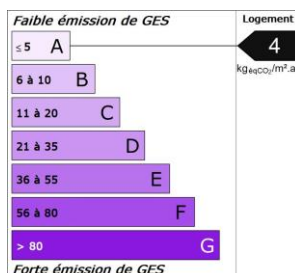 Faible émission de GES
Logement
≤ 5 A
4
kgéqCO₂/m².a
6 à 10 B
11 à 20 C
21 à 35 D
36 à 55 E
56 à 80 F
> 80 G
Forte émission de GES